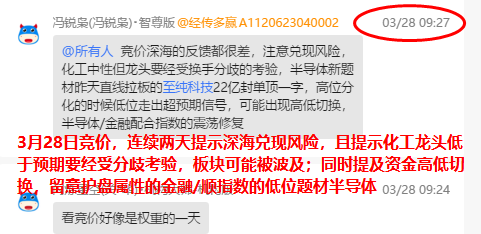 冯锐枭(冯锐枭)·智尊版@经传多赢A1120623040002
03/28 09:27
@所有人 竞价深海的反馈都很差，注意兑现风险，
化工中性但龙头要经受换手分歧的考验，半导体新题
材昨天直线拉板的至纯科技22亿封单顶一字，高位分
化的时候低位走出超预期信号，可能出现高低切换，
半导体/金融配合指数的震荡修复
3月28日竞价，连续两天提示深海兑现风险，且提示化工龙头低
于预期要经受分歧考验，板块可能被波及；同时提及资金高低切
换，留意护盘属性的金融/顺指数的低位题材半导体
03/28 09:24
看竞价好像是权重的一天